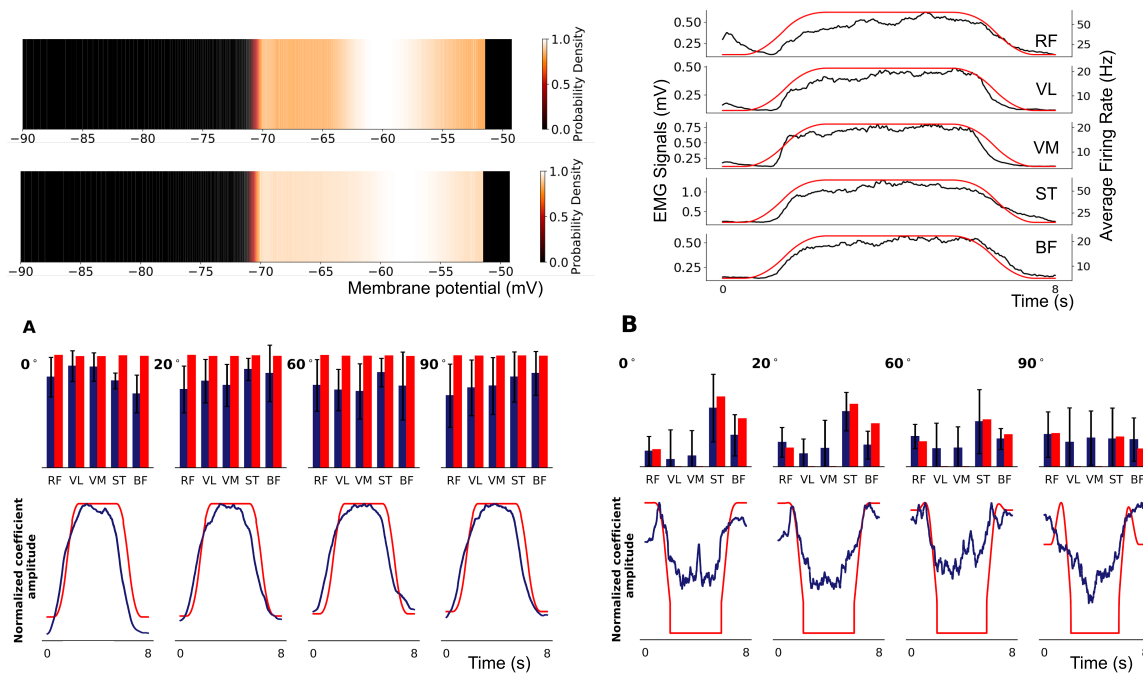 1.0
0.5
0.0
Probability Density
−90 −85 −80 −75 −70 −65 −60 −55 −50
1.0
0.5
0.0
Probability Density
−90 −85 −80 −75 −70 −65 −60 −55 −50
Membrane potential (mV)
EMG Signals (mV)
Average Firing Rate (Hz)
0.50
0.25
RF
50
25
0.50
0.25
VL
20
10
0.75
0.50
0.25
VM
20
10
1.0
0.5
ST
50
25
0.50
0.25
BF
20
10
0 8
Time (s)
A
0° 20° 60° 90°
RF VL VM ST BF RF VL VM ST BF RF VL VM ST BF RF VL VM ST BF
Normalized coefficient
amplitude
0 8 0 8 0 8 0 8
Time (s)
B
0° 20° 60° 90°
RF VL VM ST BF RF VL VM ST BF RF VL VM ST BF RF VL VM ST BF
Normalized coefficient
amplitude
0 8 0 8 0 8 0 8
Time (s)